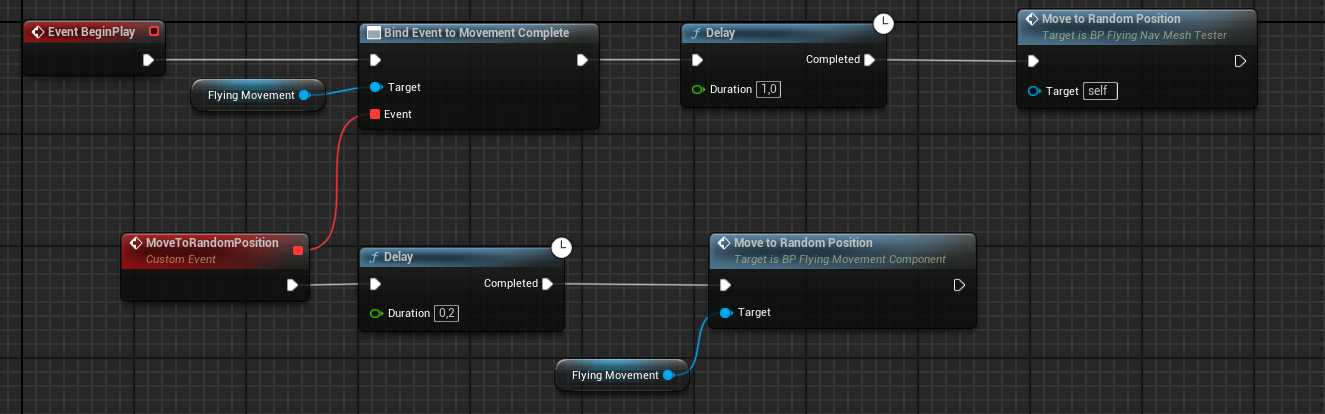 Event BeginPlay
Bind Event to Movement Complete
Flying Movement
Target
Event
Delay
Completed
Duration 1,0
Move to Random Position
Target is BP Flying Nav Mesh Tester
Target self
MoveToRandomPosition
Custom Event
Delay
Completed
Duration 0,2
Move to Random Position
Target is BP Flying Movement Component
Target
Flying Movement